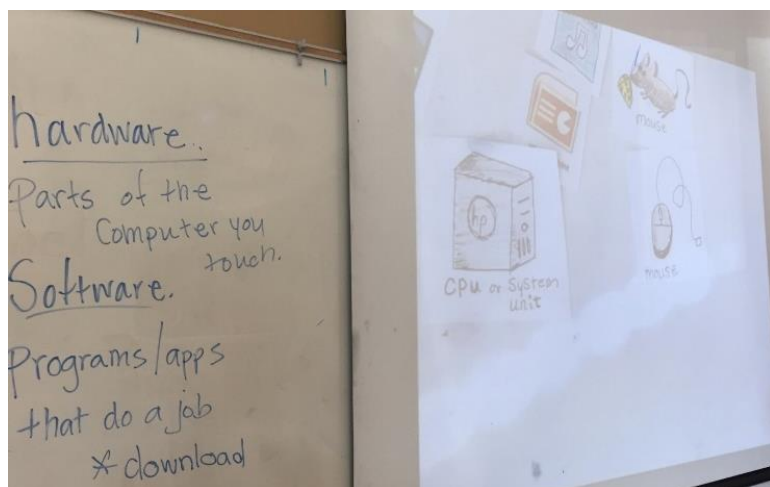 hardware.
Parts of the
Computer you
touch.
Software.
Programs/apps
that do a job
* download
mouse
hp
CPU or System
unit
mouse